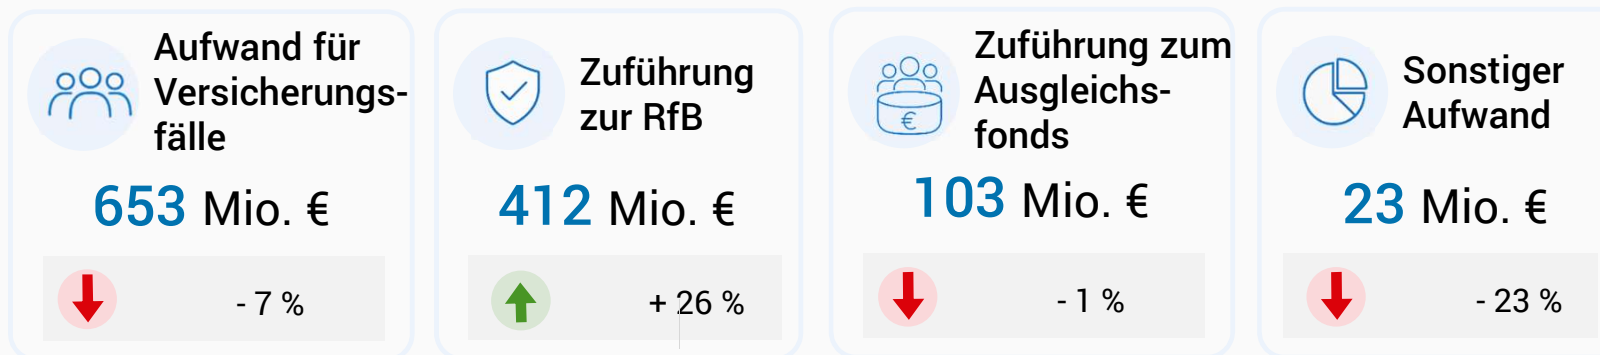 Aufwand für
Versicherungs-
fälle
653 Mio. €
- 7 %
Zuführung
zur RfB
412 Mio. €
+ 26 %
Zuführung zum
Ausgleichs-
fonds
€
103 Mio. €
- 1 %
Sonstiger
Aufwand
23 Mio. €
- 23 %